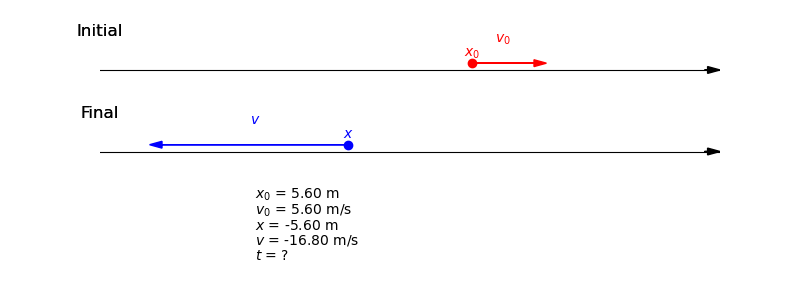 Initial
v₀
x₀
Final
v
x
x₀ = 5.60 m
v₀ = 5.60 m/s
x = -5.60 m
v = -16.80 m/s
t = ?